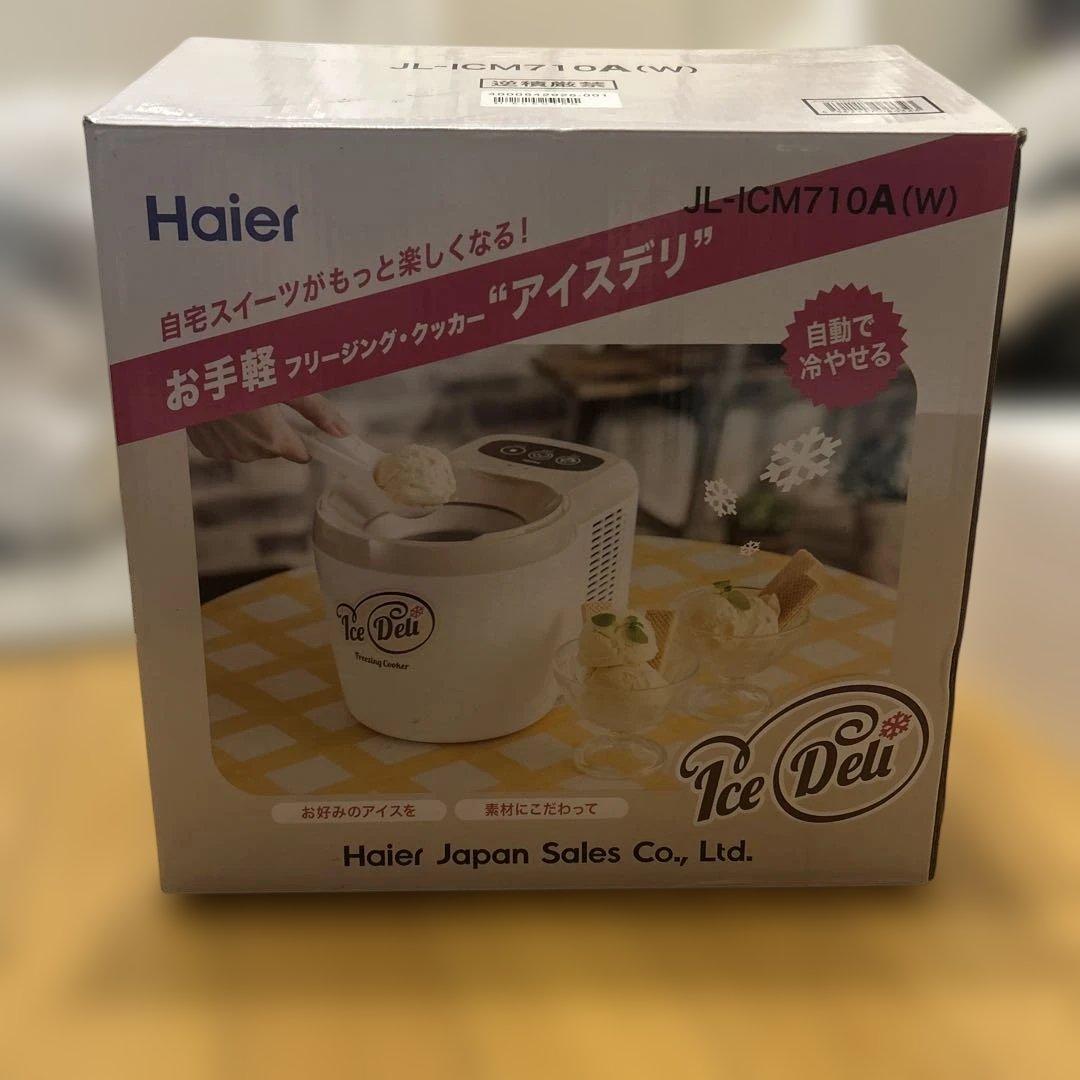 JL-ICM710A(W)
逆積厳禁
Haier
JL-ICM710A(W)
自宅スイーツがもっと楽しくなる!
お手軽 フリージング・クッカー “アイスデリ”
自動で
冷やせる
Ice Deli
Freezing Cooker
Ice Deli
お好みのアイスを
素材にこだわって
Haier Japan Sales Co., Ltd.